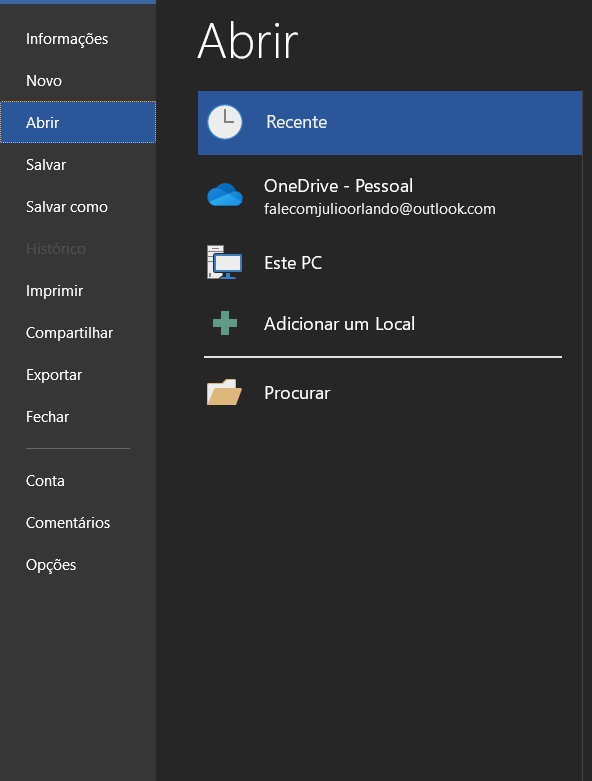 Informações
Novo
Abrir
Salvar
Salvar como
Histórico
Imprimir
Compartilhar
Exportar
Fechar
Conta
Comentários
Opções
Abrir
Recente
OneDrive - Pessoal
falecomjulioorlando@outlook.com
Este PC
Adicionar um Local
Procurar